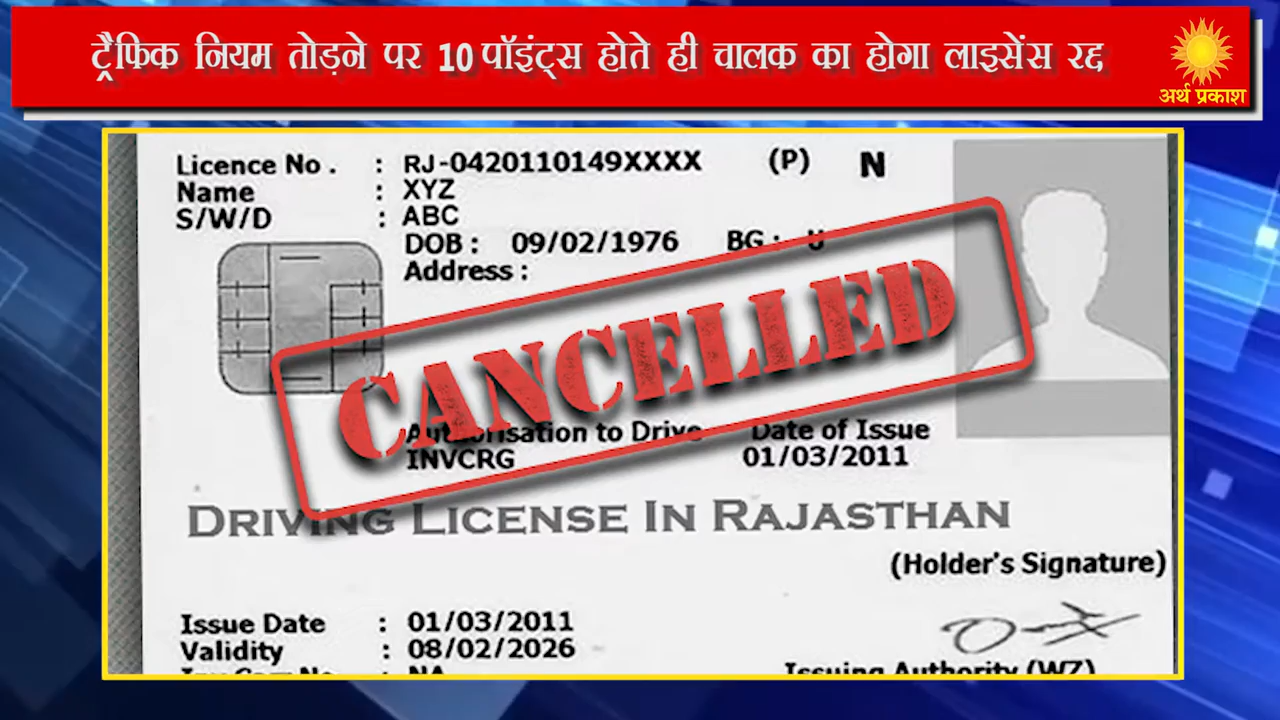 ट्रैफिक नियम तोड़ने पर 10 पॉइंट्स होते ही चालक का होगा लाइसेंस रद्द
अर्थ प्रकाश
Licence No. : RJ-0420110149XXXX (P) N
Name : XYZ
S/W/D : ABC
DOB : 09/02/1976 BG : U
Address :
CANCELLED
Authorisation to Drive Date of Issue
INVCRG 01/03/2011
DRIVING LICENSE IN RAJASTHAN
(Holder's Signature)
Issue Date : 01/03/2011
Validity : 08/02/2026
: NA
Issuing Authority (WZ)